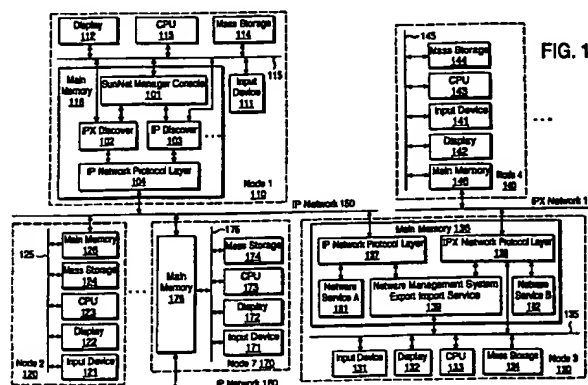 FIG. 1
Display
112
CPU
113
Mass Storage
114
115
Main
Memory
116
SunNet Manager Console
101
Input
Device
111
IPX Discover
102
IP Discover
103
IP Network Protocol Layer
104
Node 1
110
145
Mass Storage
144
CPU
143
Input Device
141
Display
142
Main Memory
146
Node 4
140
IP Network 150
IPX Network 1
125
Main Memory
126
Mass Storage
124
CPU
123
Display
122
Input Device
121
Node 2
120
Main
Memory
176
176
Mass Storage
174
CPU
173
Display
172
Input Device
171
Node 7 170
IP Network 180
Main Memory 136
IP Network Protocol Layer
137
IPX Network Protocol Layer
138
Netware
Service A
181
Network Management System
Export Import Service
139
Netware
Service B
182
135
Input Device
131
Display
132
CPU
133
Mass Storage
134
Node 3
130